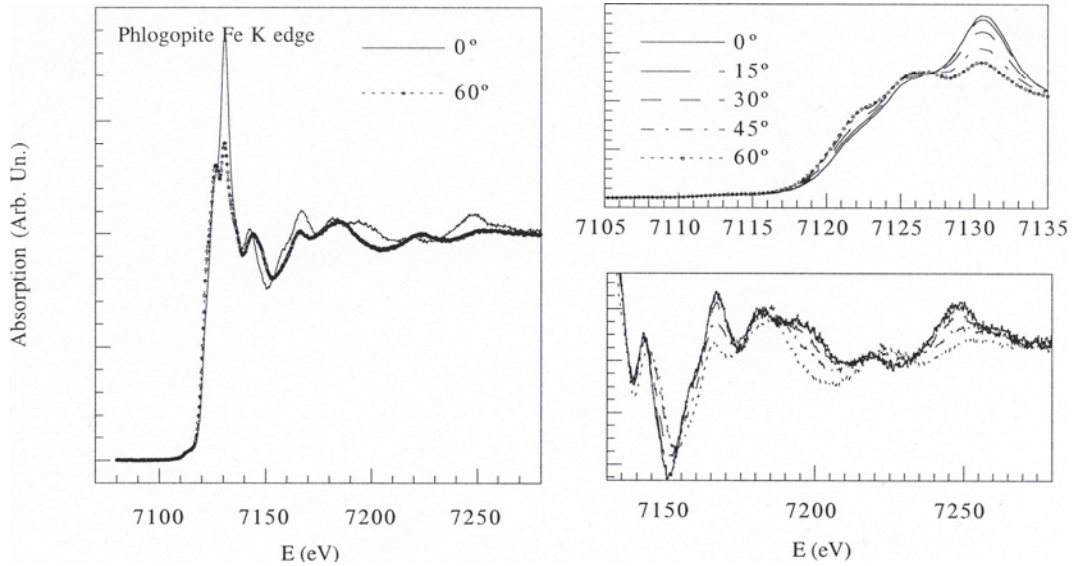 Phlogopite Fe K edge
0º
60º
Absorption (Arb. Un.)
7100 7150 7200 7250
E (eV)
0º
15º
30º
45º
60º
7105 7110 7115 7120 7125 7130 7135
7150 7200 7250
E (eV)